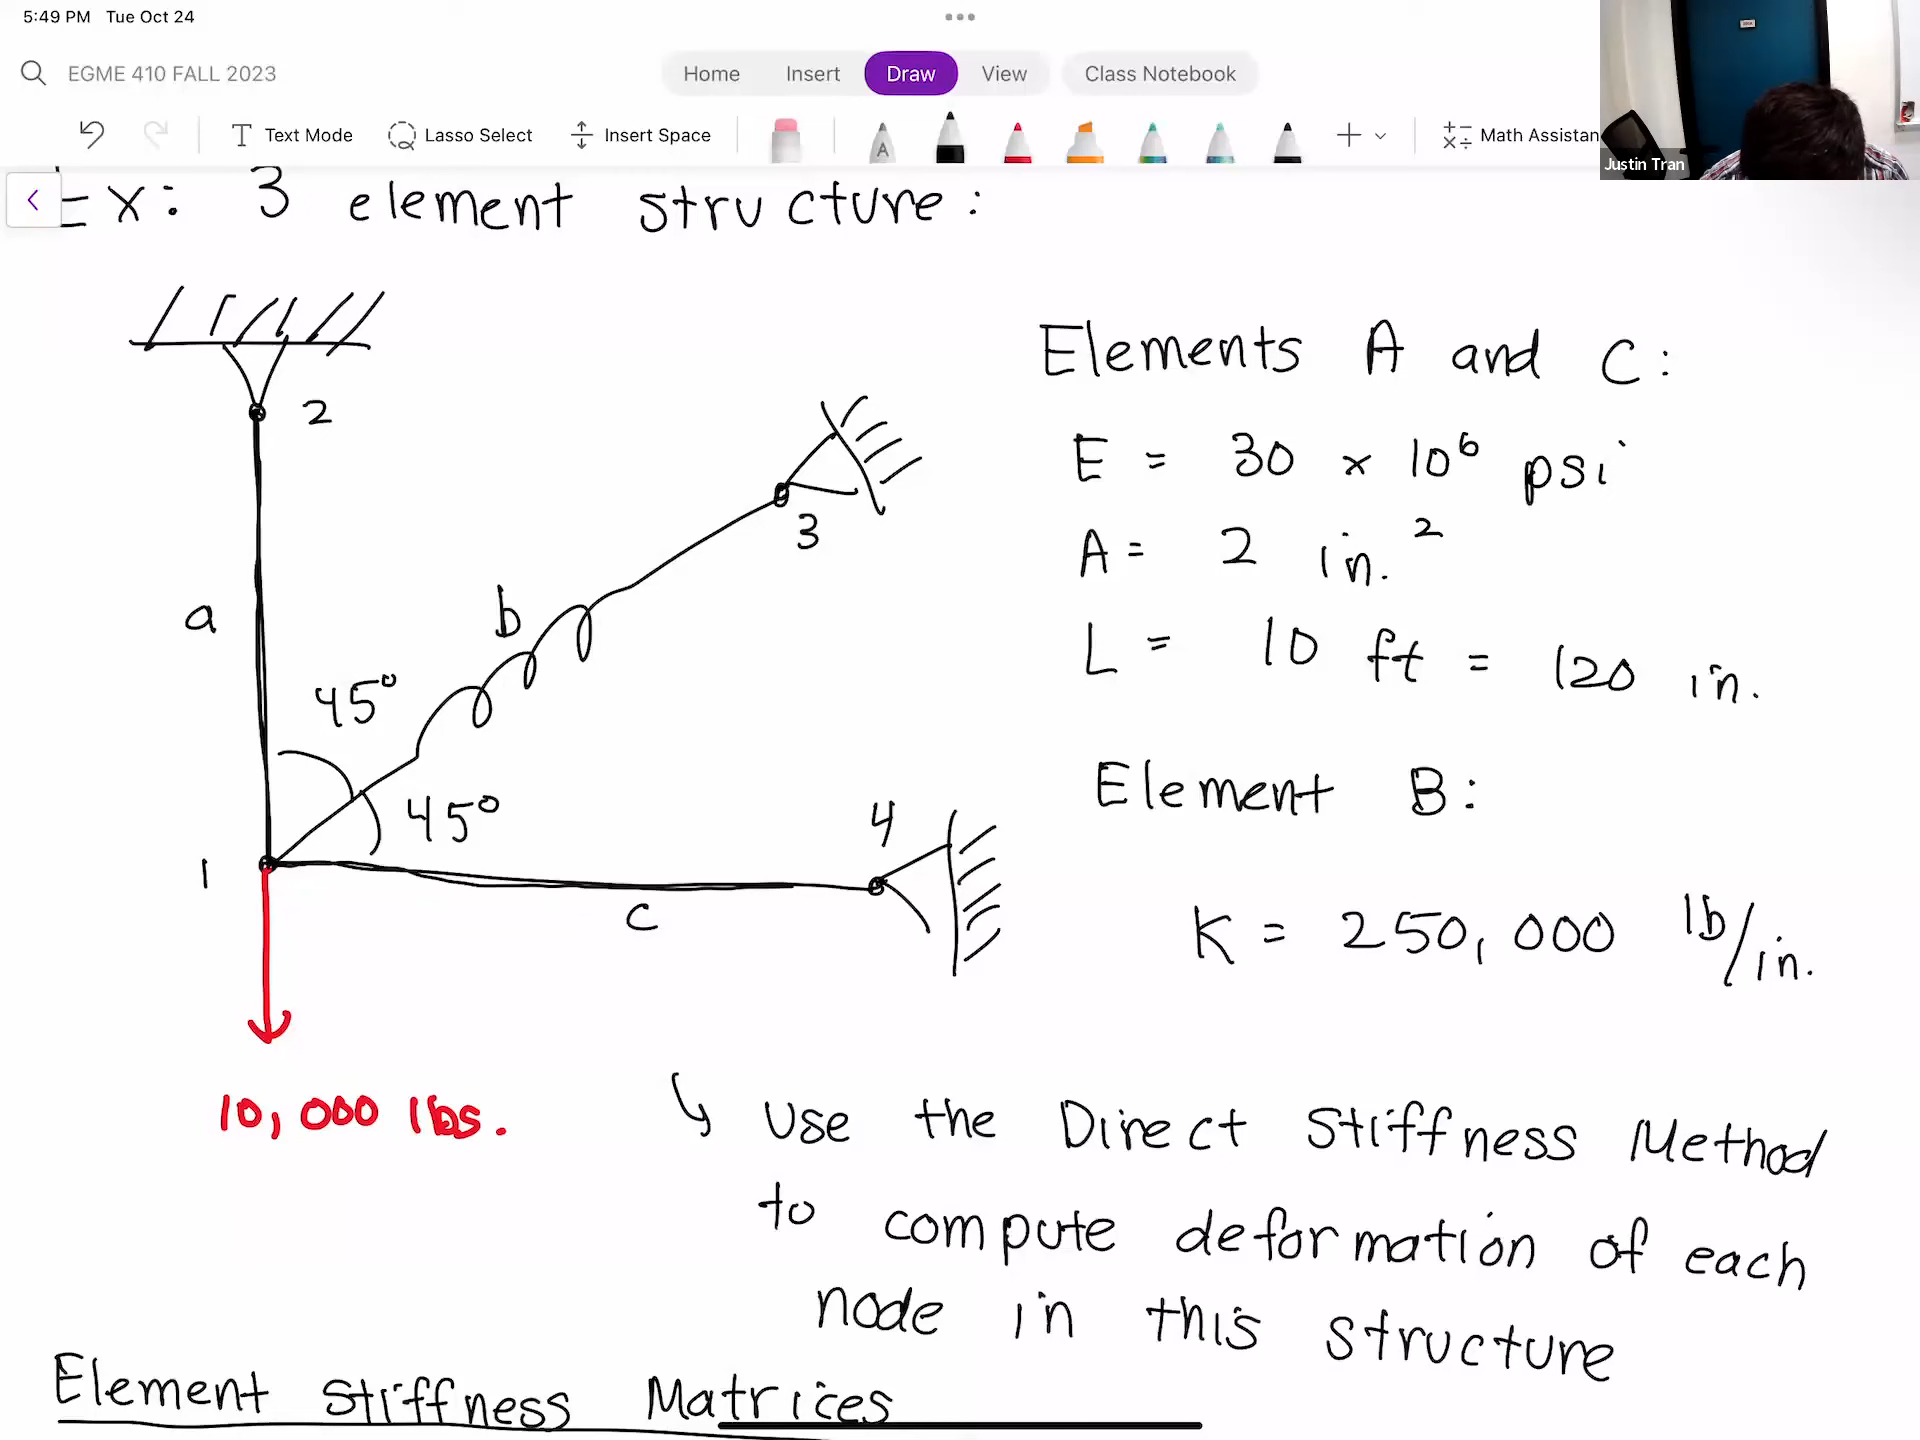 5:49 PM Tue Oct 24
EGME 410 FALL 2023
Home Insert Draw View Class Notebook
Text Mode Lasso Select Insert Space
A
Math Assistan
Justin Tran
Ex: 3 element structure:
2
3
a
b
45°
45°
1
4
c
10,000 lbs.
Elements A and C:
E = 30 x 10⁶ psi
A = 2 in.²
L = 10 ft = 120 in.
Element B:
K = 250,000 lb/in.
↳ Use the Direct Stiffness Method
to compute deformation of each
node in this structure
Element Stiffness Matrices